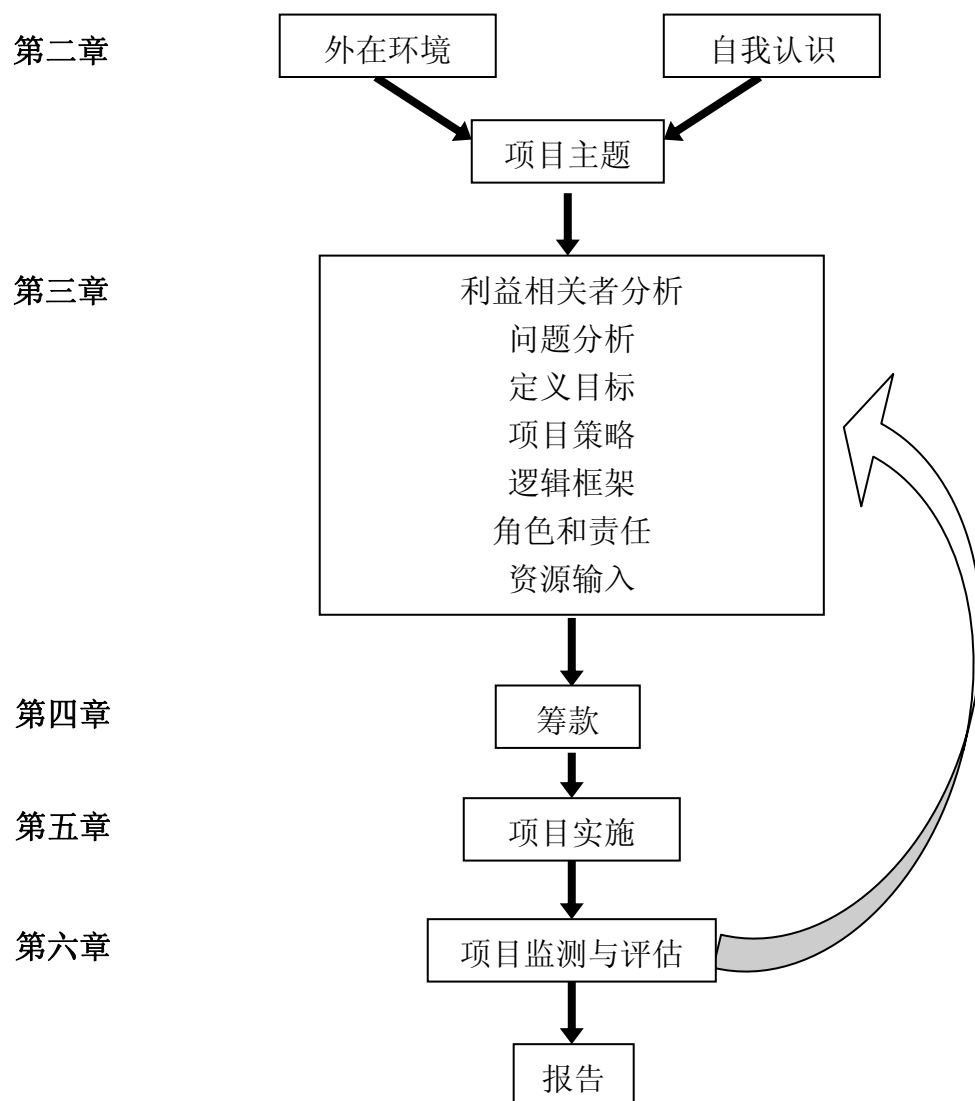 第二章
外在环境
自我认识
项目主题
第三章
利益相关者分析
问题分析
定义目标
项目策略
逻辑框架
角色和责任
资源输入
第四章
筹款
第五章
项目实施
第六章
项目监测与评估
报告